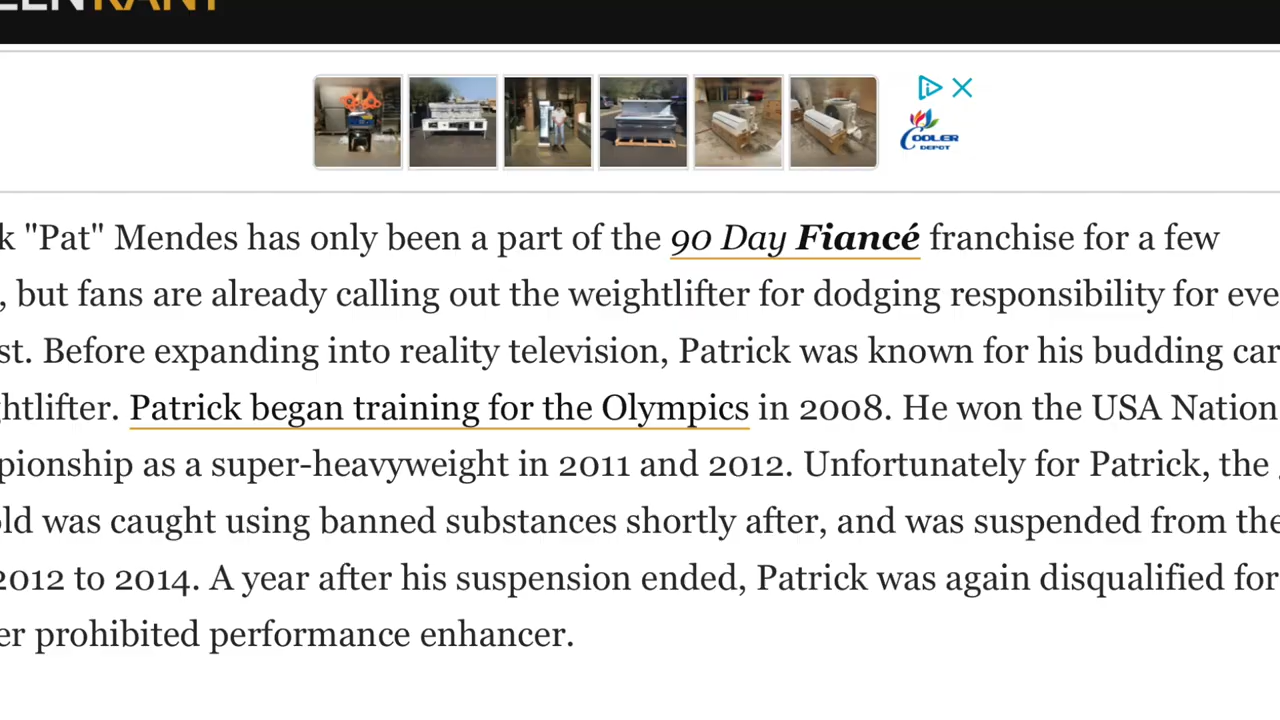 k "Pat" Mendes has only been a part of the 90 Day Fiancé franchise for a few
, but fans are already calling out the weightlifter for dodging responsibility for eve
st. Before expanding into reality television, Patrick was known for his budding car
ghtlifter. Patrick began training for the Olympics in 2008. He won the USA Nation
pionship as a super-heavyweight in 2011 and 2012. Unfortunately for Patrick, the
old was caught using banned substances shortly after, and was suspended from the
2012 to 2014. A year after his suspension ended, Patrick was again disqualified for
er prohibited performance enhancer.
COOLER
DEPOT